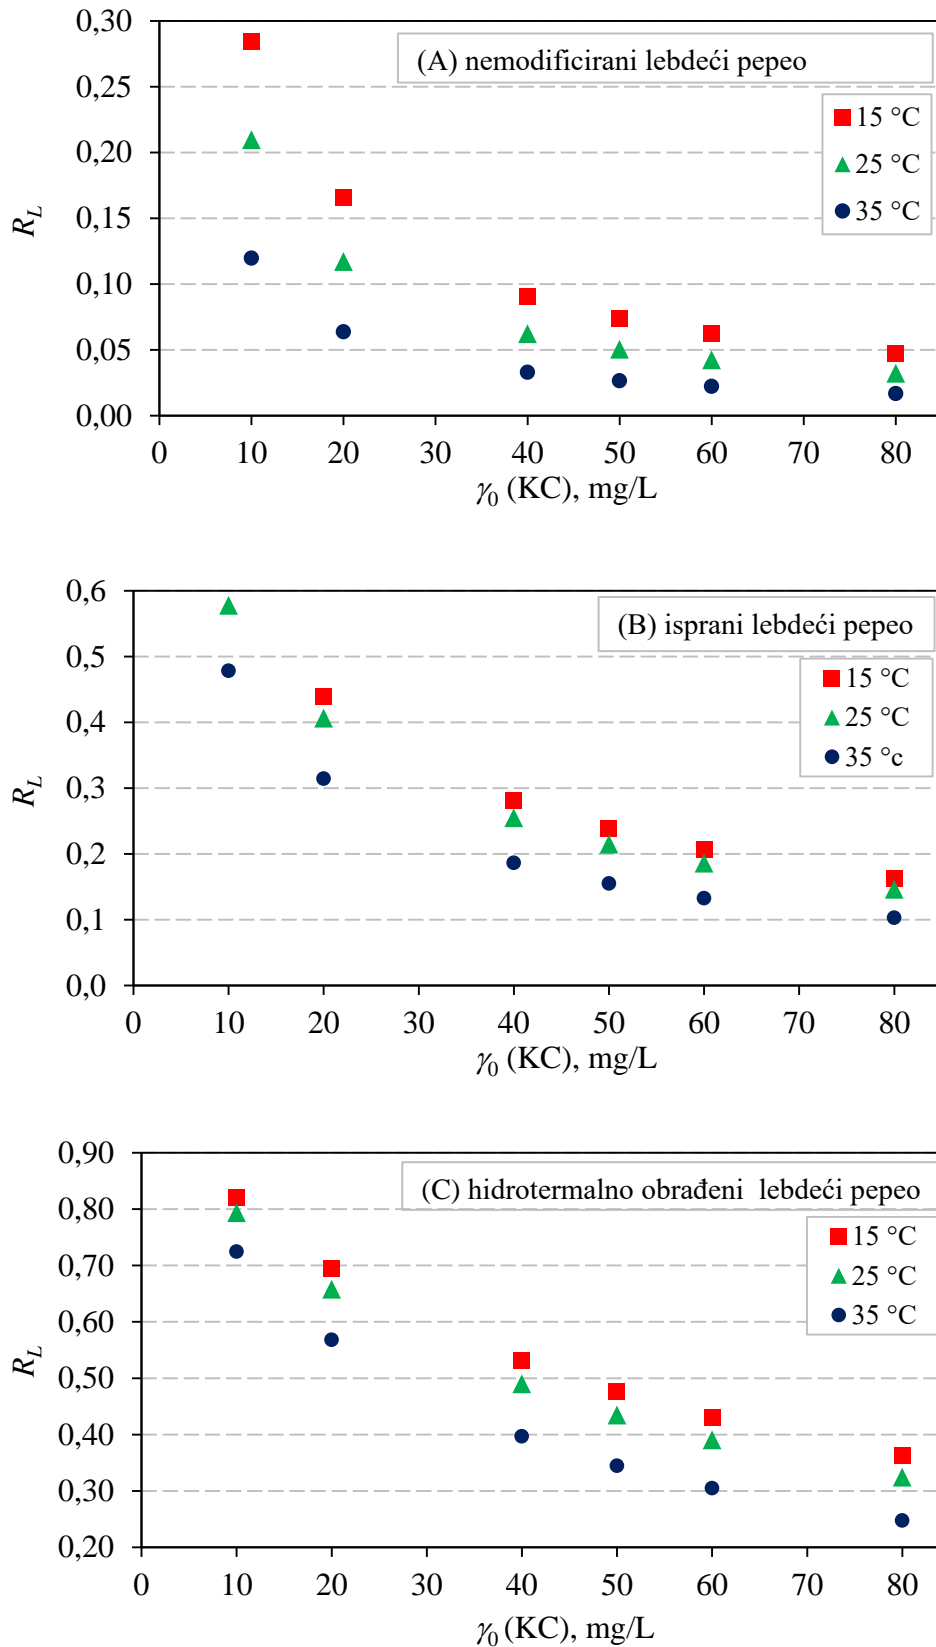 0,30
(A) nemodificirani lebdeći pepeo
0,25
15 °C
0,20
25 °C
0,15
35 °C
0,10
0,05
0,00
R_L
0 10 20 30 40 50 60 70 80
γ₀ (KC), mg/L
0,6
(B) isprani lebdeći pepeo
0,5
15 °C
0,4
25 °C
35 °c
0,3
0,2
0,1
0,0
R_L
0 10 20 30 40 50 60 70 80
γ₀ (KC), mg/L
0,90
(C) hidrotermalno obrađeni lebdeći pepeo
0,80
15 °C
0,70
25 °C
0,60
35 °C
0,50
0,40
0,30
0,20
R_L
0 10 20 30 40 50 60 70 80
γ₀ (KC), mg/L